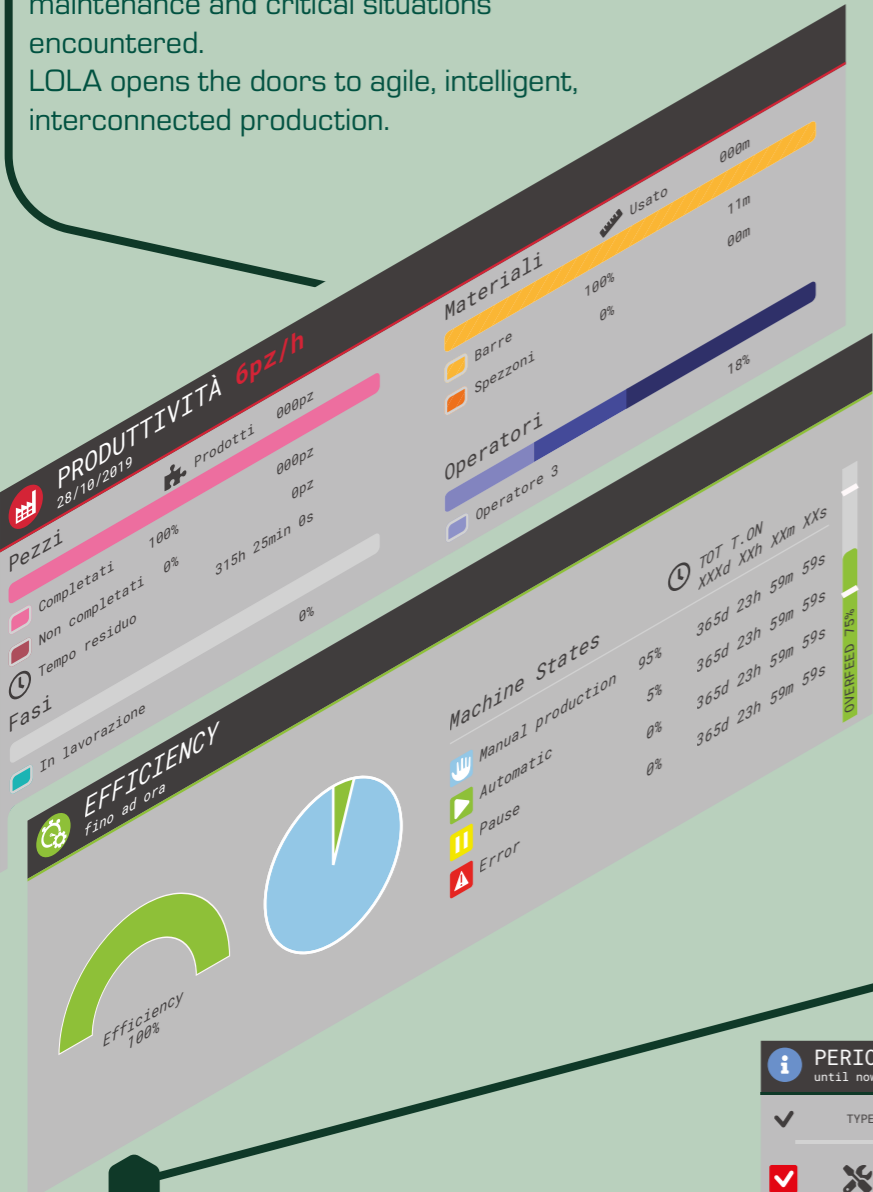 maintenance and critical situations
encountered.
LOLA opens the doors to agile, intelligent,
interconnected production.
PRODUTTIVITÀ 6pz/h
28/10/2019
Pezzi
Prodotti 000pz
Completati 100% 000pz
Non completati 0% 0pz
Tempo residuo 315h 25min 0s
Fasi
In lavorazione 0%
Materiali
Usato 000m
Barre 100% 11m
Spezzoni 0% 00m
Operatori
Operatore 3 18%
EFFICIENCY
fino ad ora
Efficiency
100%
Machine States
TOT T.ON
XXXd XXh XXm XXs
Manual production 95% 365d 23h 59m 59s
Automatic 5% 365d 23h 59m 59s
Pause 0% 365d 23h 59m 59s
Error 0% 365d 23h 59m 59s
OVERFEED 75%
until now
TYPE